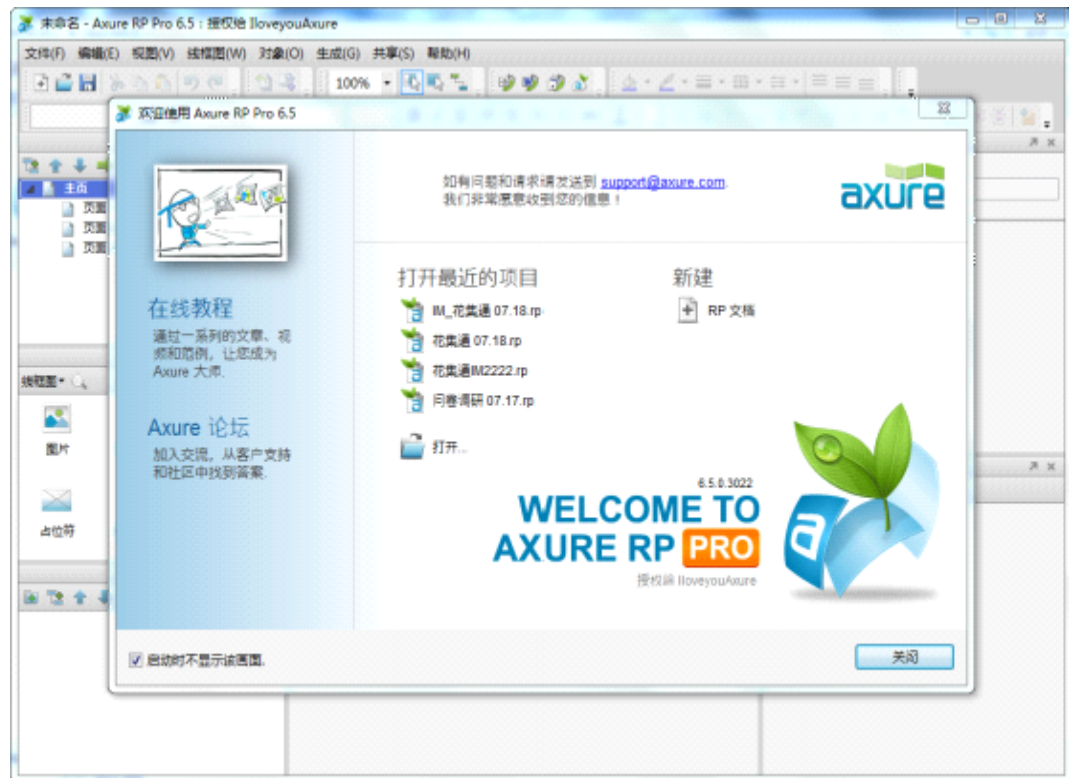 未命名 - Axure RP Pro 6.5 : 授权给 IloveyouAxure
文件(F) 编辑(E) 视图(V) 线框图(W) 对象(O) 生成(G) 共享(S) 帮助(H)
100%
欢迎使用 Axure RP Pro 6.5
主页
页面
页面
页面
线框图
图片
占位符
在线教程
通过一系列的文章、视
频和范例，让您成为
Axure 大师.
Axure 论坛
加入交流，从客户支持
和社区中找到答案.
如有问题和请求请发送到 support@axure.com.
我们非常愿意收到您的信息！
axure
打开最近的项目
IM_花集通 07.18.rp
花集通 07.18.rp
花集通IM2222.rp
问卷调研 07.17.rp
打开...
新建
RP 文档
6.5.0.3022
WELCOME TO
AXURE RP PRO
授权给 IloveyouAxure
a
启动时不显示该画面.
关闭